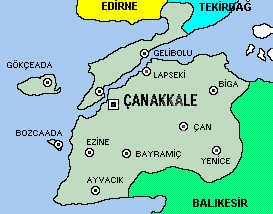 EDİRNE
TEKİRDAĞ
GELİBOLU
GÖKÇEADA
LAPSEKİ
BİGA
ÇANAKKALE
BOZCAADA
ÇAN
EZİNE
BAYRAMİÇ
YENİCE
AYVACIK
BALIKESİR